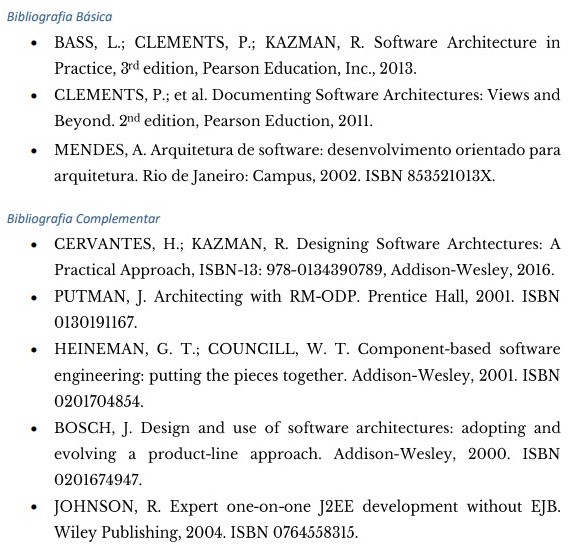 Bibliografia Básica
• BASS, L.; CLEMENTS, P.; KAZMAN, R. Software Architecture in
Practice, 3rd edition, Pearson Education, Inc., 2013.
• CLEMENTS, P.; et al. Documenting Software Architectures: Views and
Beyond. 2nd edition, Pearson Eduction, 2011.
• MENDES, A. Arquitetura de software: desenvolvimento orientado para
arquitetura. Rio de Janeiro: Campus, 2002. ISBN 853521013X.
Bibliografia Complementar
• CERVANTES, H.; KAZMAN, R. Designing Software Archtectures: A
Practical Approach, ISBN-13: 978-0134390789, Addison-Wesley, 2016.
• PUTMAN, J. Architecting with RM-ODP. Prentice Hall, 2001. ISBN
0130191167.
• HEINEMAN, G. T.; COUNCILL, W. T. Component-based software
engineering: putting the pieces together. Addison-Wesley, 2001. ISBN
0201704854.
• BOSCH, J. Design and use of software architectures: adopting and
evolving a product-line approach. Addison-Wesley, 2000. ISBN
0201674947.
• JOHNSON, R. Expert one-on-one J2EE development without EJB.
Wiley Publishing, 2004. ISBN 0764558315.